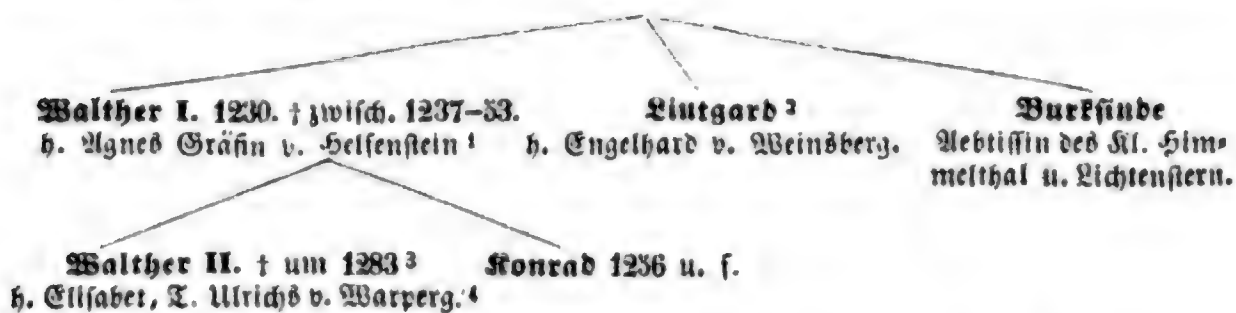 Walther I. 1230. † zwisch. 1237–53.
h. Agnes Gräfin v. Helfenstein ¹
Liutgard ²
h. Engelhard v. Weinsberg.
Burksinde
Aebtissin des Kl. Him-
melthal u. Lichtenstern.
Walther II. † um 1283 ³
h. Elisabet, T. Ulrichs v. Warperg. ⁴
Konrad 1256 u. f.